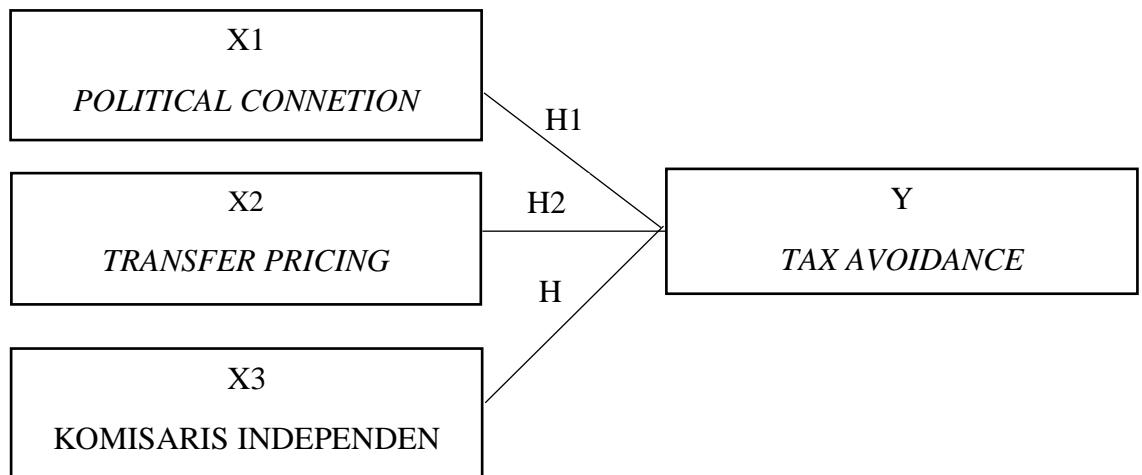 X1
POLITICAL CONNETION
H1
X2
TRANSFER PRICING
H2
Y
TAX AVOIDANCE
H
X3
KOMISARIS INDEPENDEN